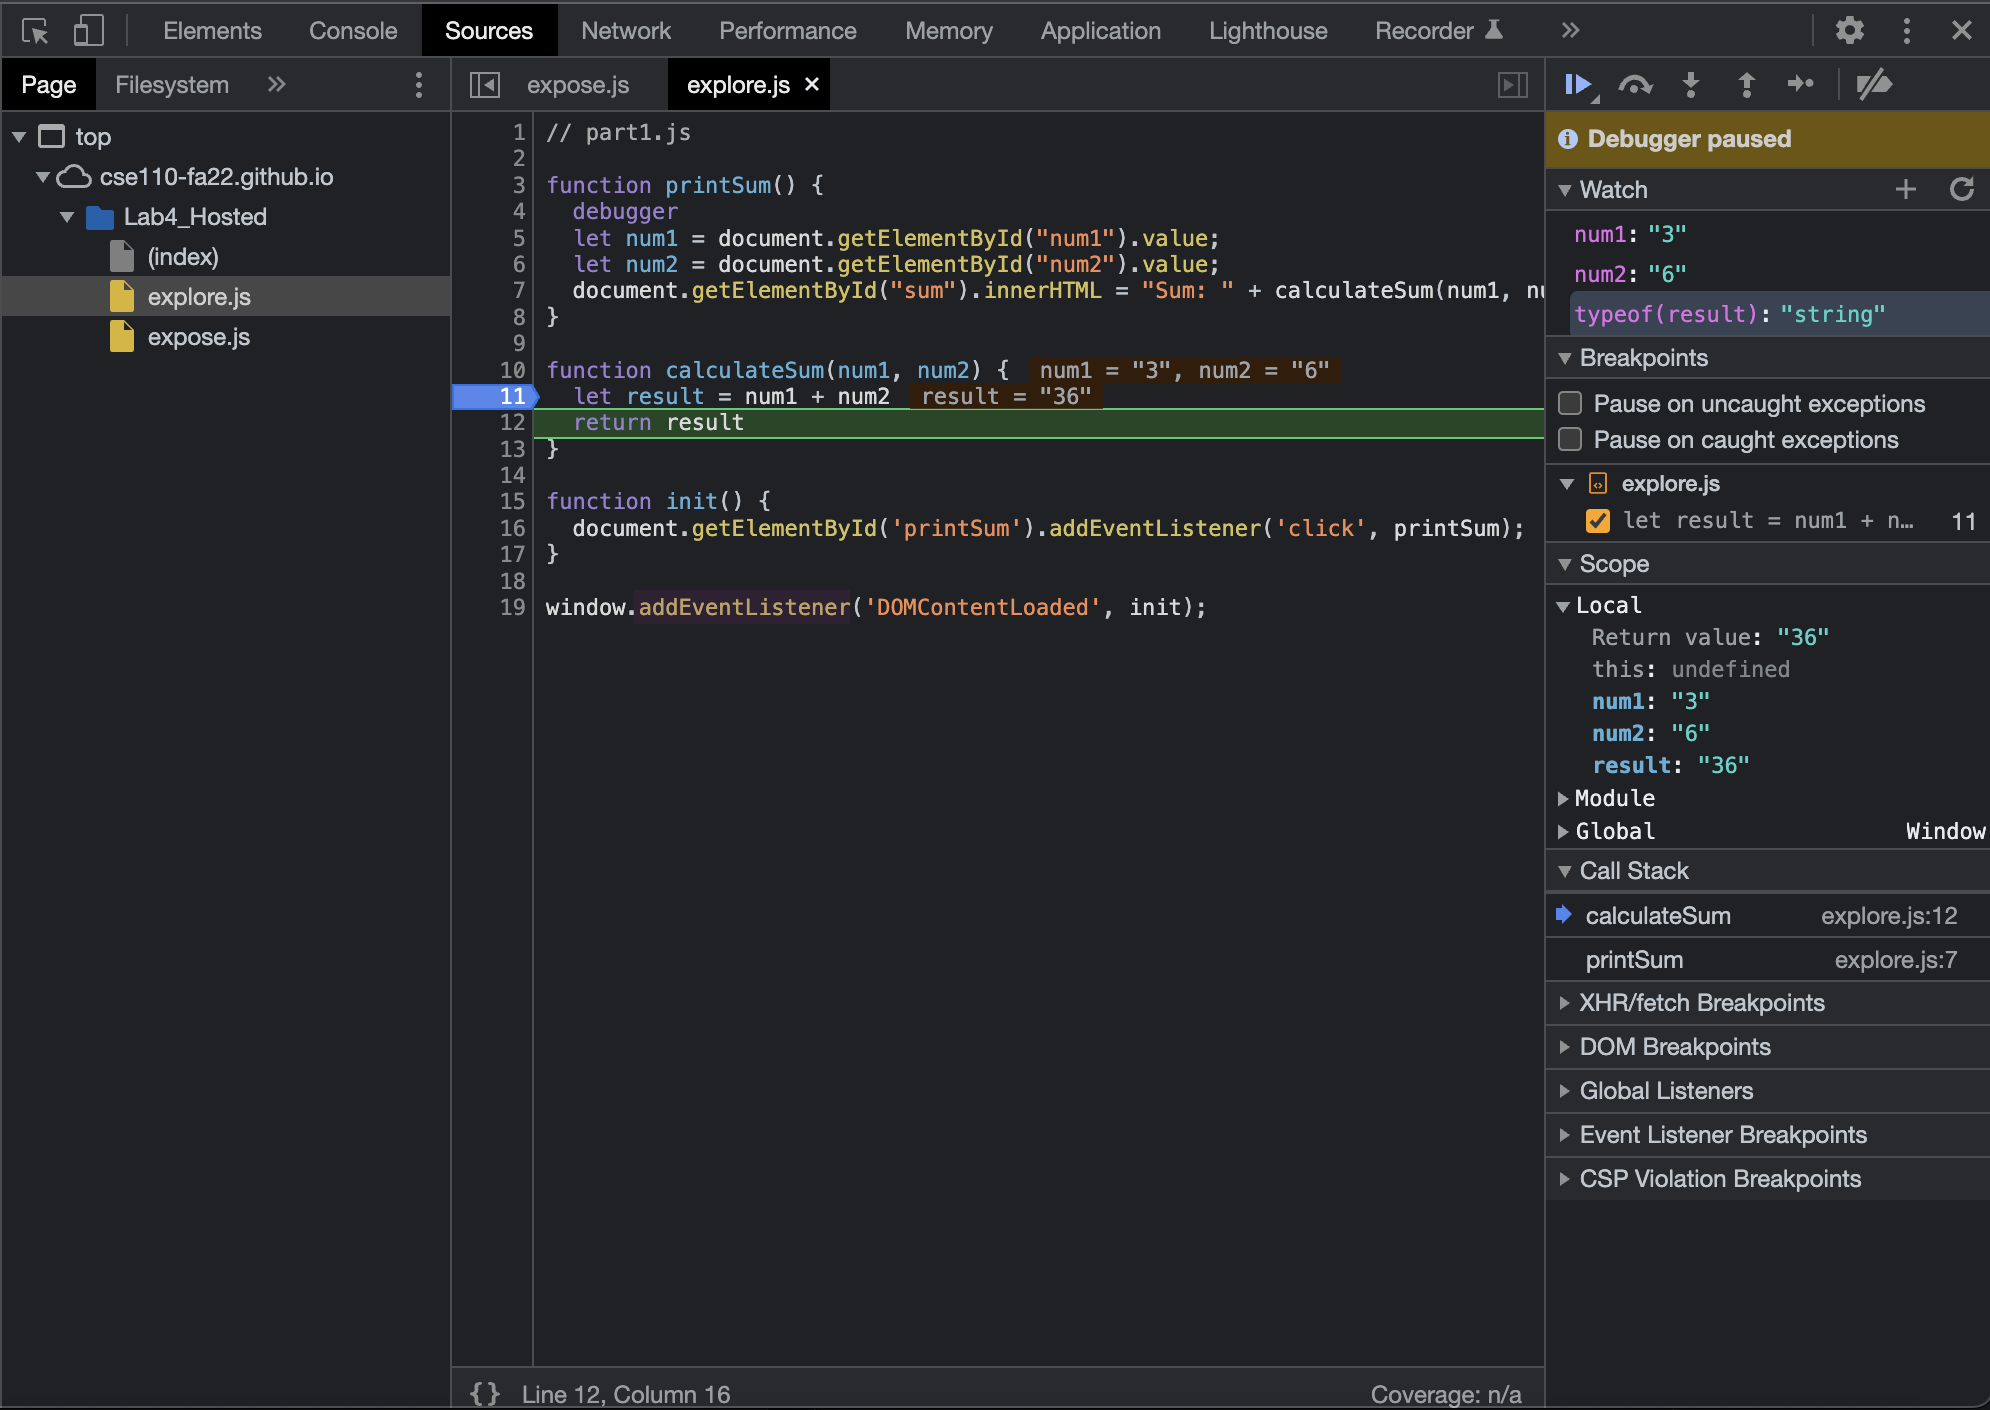 Elements Console Sources Network Performance Memory Application Lighthouse Recorder
Page Filesystem
top
cse110-fa22.github.io
Lab4_Hosted
(index)
explore.js
expose.js
expose.js explore.js
1 // part1.js
2
3 function printSum() {
4 debugger
5 let num1 = document.getElementById("num1").value;
6 let num2 = document.getElementById("num2").value;
7 document.getElementById("sum").innerHTML = "Sum: " + calculateSum(num1, nu
8 }
9
10 function calculateSum(num1, num2) { num1 = "3", num2 = "6"
11 let result = num1 + num2 result = "36"
12 return result
13 }
14
15 function init() {
16 document.getElementById('printSum').addEventListener('click', printSum);
17 }
18
19 window.addEventListener('DOMContentLoaded', init);
{} Line 12, Column 16 Coverage: n/a
Debugger paused
Watch
num1: "3"
num2: "6"
typeof(result): "string"
Breakpoints
Pause on uncaught exceptions
Pause on caught exceptions
explore.js
let result = num1 + n… 11
Scope
Local
Return value: "36"
this: undefined
num1: "3"
num2: "6"
result: "36"
Module
Global Window
Call Stack
calculateSum explore.js:12
printSum explore.js:7
XHR/fetch Breakpoints
DOM Breakpoints
Global Listeners
Event Listener Breakpoints
CSP Violation Breakpoints